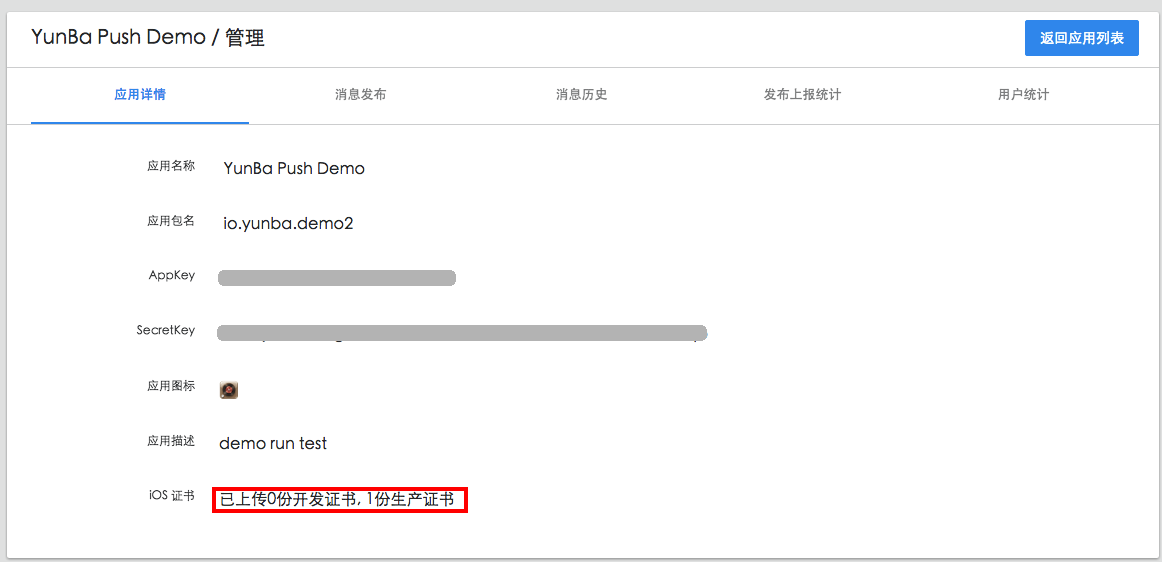 YunBa Push Demo / 管理
返回应用列表
应用详情 消息发布 消息历史 发布上报统计 用户统计
应用名称 YunBa Push Demo
应用包名 io.yunba.demo2
AppKey
SecretKey
应用图标
应用描述 demo run test
iOS 证书 已上传0份开发证书, 1份生产证书